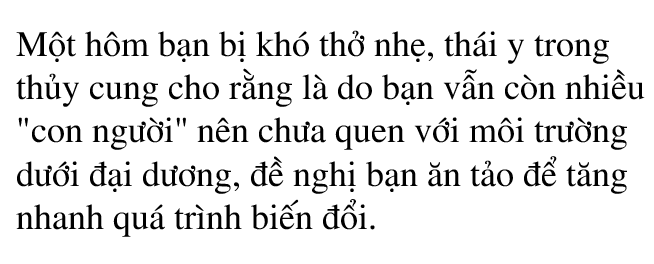 Một hôm bạn bị khó thở nhẹ, thái y trong
thủy cung cho rằng là do bạn vẫn còn nhiều
"con người" nên chưa quen với môi trường
dưới đại dương, đề nghị bạn ăn tảo để tăng
nhanh quá trình biến đổi.